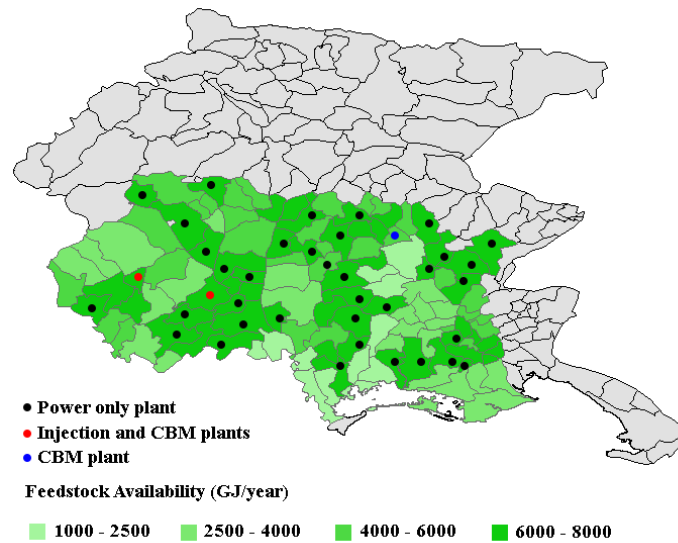 Power only plant
Injection and CBM plants
CBM plant
Feedstock Availability (GJ/year)
1000 - 2500 2500 - 4000 4000 - 6000 6000 - 8000